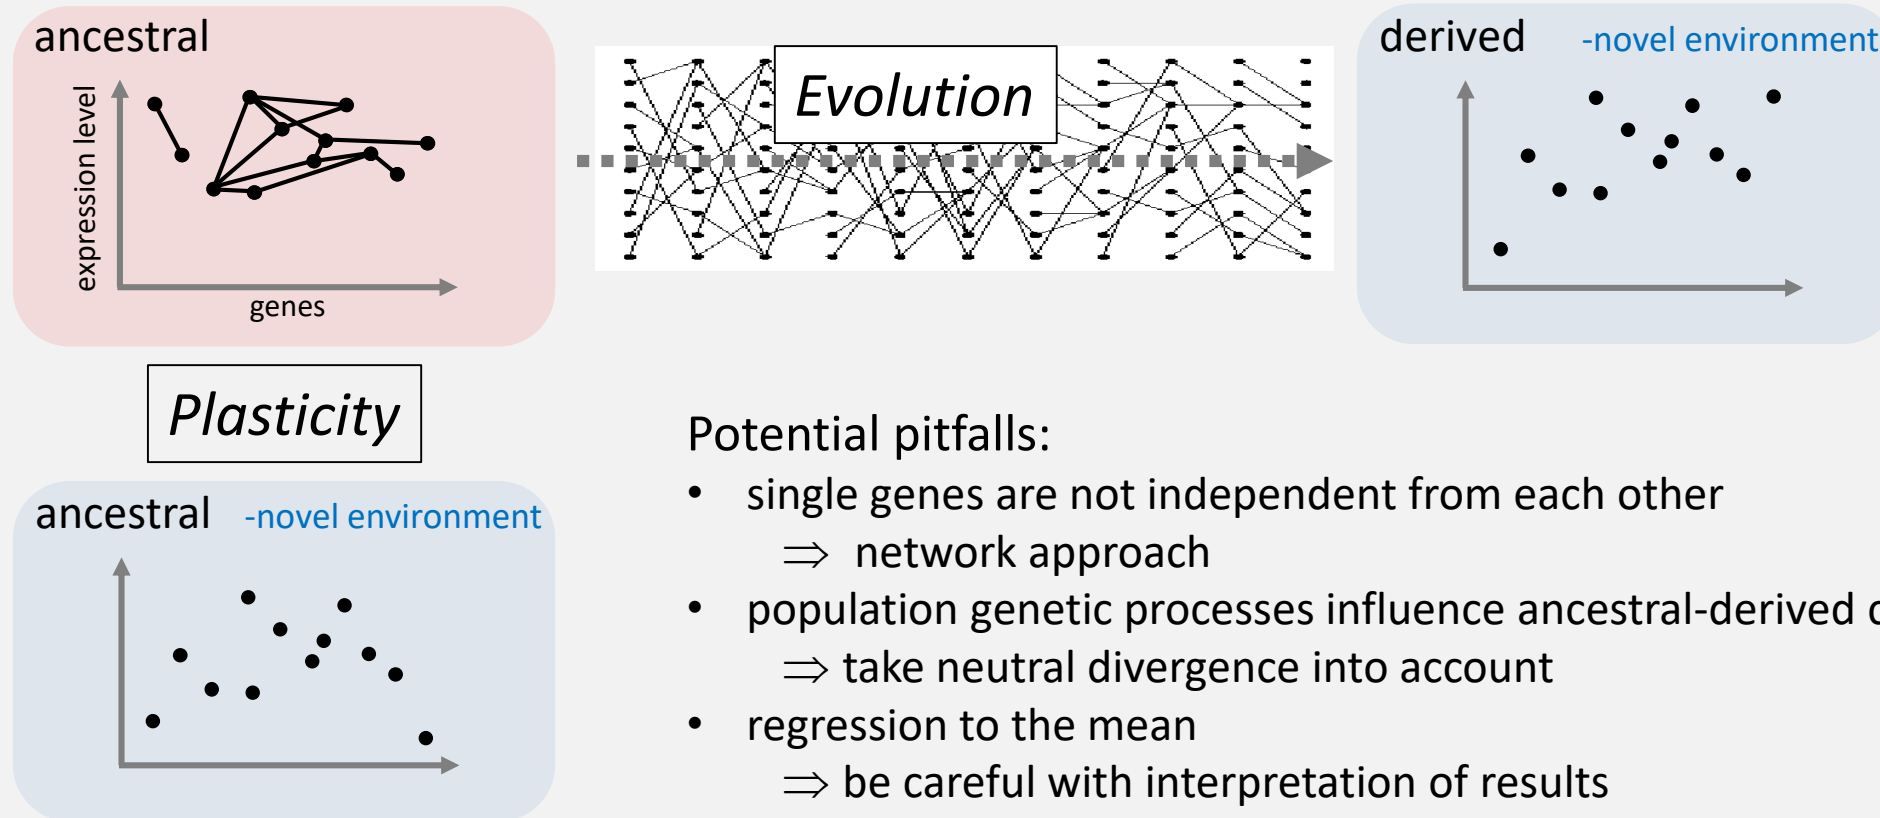 ancestral
expression level
genes
Evolution
derived -novel environment
Plasticity
ancestral -novel environment
Potential pitfalls:
• single genes are not independent from each other
⇒ network approach
• population genetic processes influence ancestral-derived
⇒ take neutral divergence into account
• regression to the mean
⇒ be careful with interpretation of results